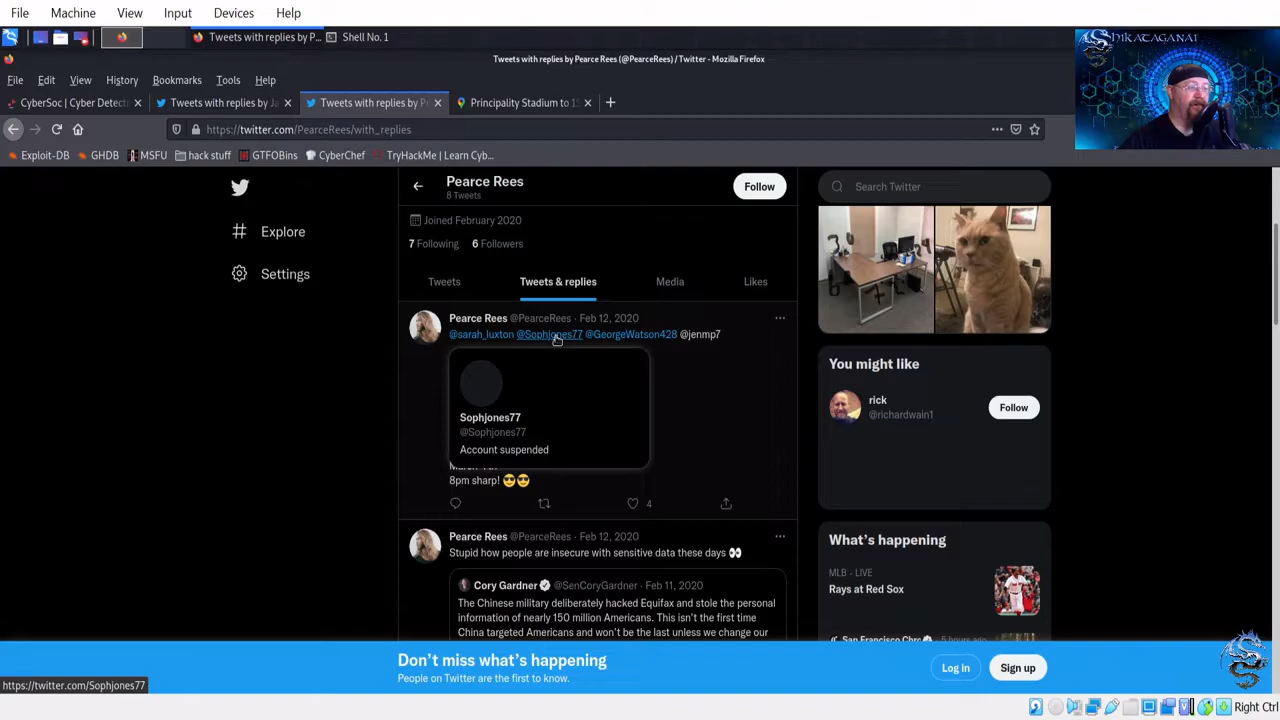 File Machine View Input Devices Help
Tweets with replies by P... Shell No. 1
Tweets with replies by Pearce Rees (@PearceRees) / Twitter - Mozilla Firefox
SHIKATAGANAI
File Edit View History Bookmarks Tools Help
CyberSoc | Cyber Detecti Tweets with replies by Ja Tweets with replies by Pe Principality Stadium to 15
https://twitter.com/PearceRees/with_replies
Exploit-DB GHDB MSFU hack stuff GTFOBins CyberChef TryHackMe | Learn Cyb...
Pearce Rees
8 Tweets
Follow
Search Twitter
Explore
Settings
Joined February 2020
7 Following 6 Followers
Tweets Tweets & replies Media Likes
Pearce Rees @PearceRees · Feb 12, 2020
@sarah_luxton @Sophjones77 @GeorgeWatson428 @jenmp7
Sophjones77
@Sophjones77
Account suspended
8pm sharp! 😎😎
4
Pearce Rees @PearceRees · Feb 12, 2020
Stupid how people are insecure with sensitive data these days 👀
Cory Gardner @SenCoryGardner · Feb 11, 2020
The Chinese military deliberately hacked Equifax and stole the personal
information of nearly 150 million Americans. This isn't the first time
China targeted Americans and won't be the last unless we change our
You might like
rick
@richardwain1
Follow
What's happening
MLB · LIVE
Rays at Red Sox
San Francisco Chro 5 hours ago
Don't miss what's happening
People on Twitter are the first to know.
Log in Sign up
https://twitter.com/Sophjones77
Right Ctrl